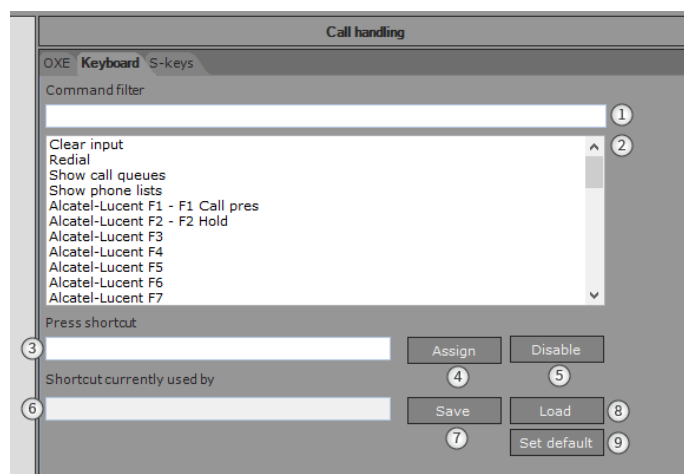 Call handling
OXE Keyboard S-keys
Command filter
1
Clear input
2
Redial
Show call queues
Show phone lists
Alcatel-Lucent F1 - F1 Call pres
Alcatel-Lucent F2 - F2 Hold
Alcatel-Lucent F3
Alcatel-Lucent F4
Alcatel-Lucent F5
Alcatel-Lucent F6
Alcatel-Lucent F7
Press shortcut
3 Assign Disable
4 5
Shortcut currently used by
6 Save Load 8
7 Set default 9